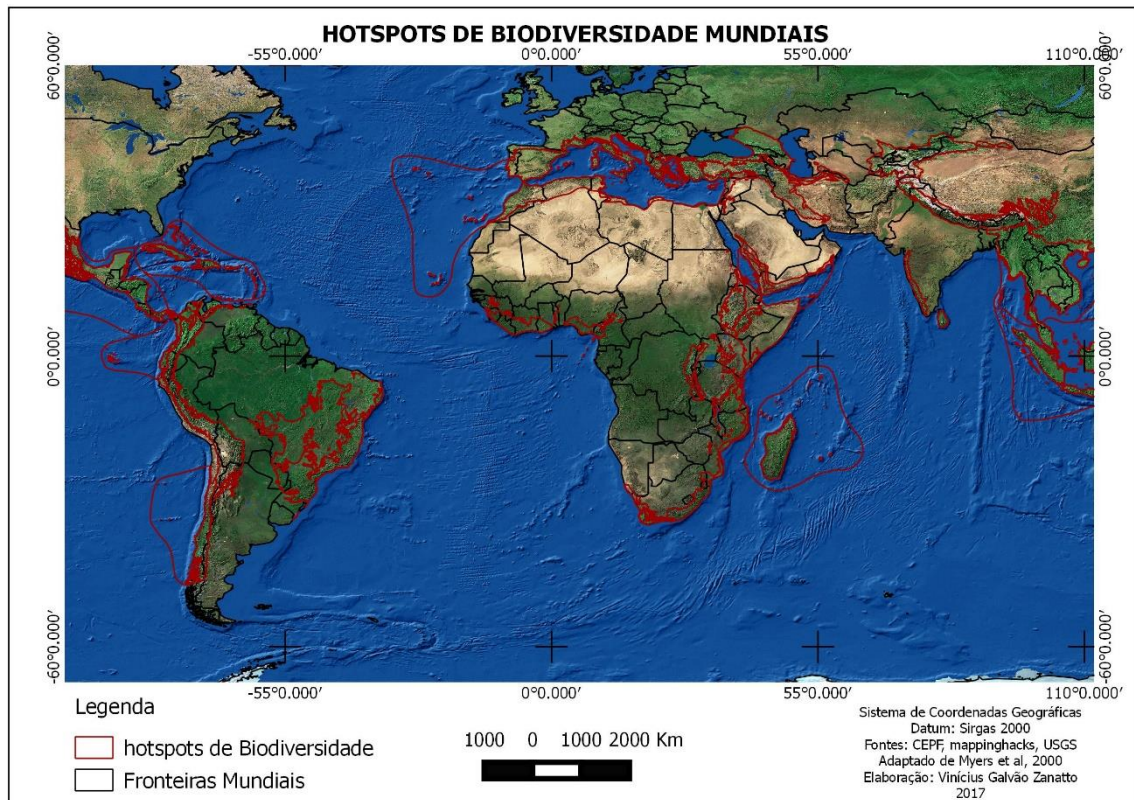 HOTSPOTS DE BIODIVERSIDADE MUNDIAIS
-55°0.000′ 0°0.000′ 55°0.000′ 110°0.000′
60°0.000′ 60°0.000′
0°0.000′ 0°0.000′
-60°0.000′ -60°0.000′
-55°0.000′ 0°0.000′ 55°0.000′ 110°0.000′
Legenda
hotspots de Biodiversidade
Fronteiras Mundiais
1000 0 1000 2000 Km
Sistema de Coordenadas Geográficas
Datum: Sirgas 2000
Fontes: CEPF, mappinghacks, USGS
Adaptado de Myers et al, 2000
Elaboração: Vinícius Galvão Zanatto
2017